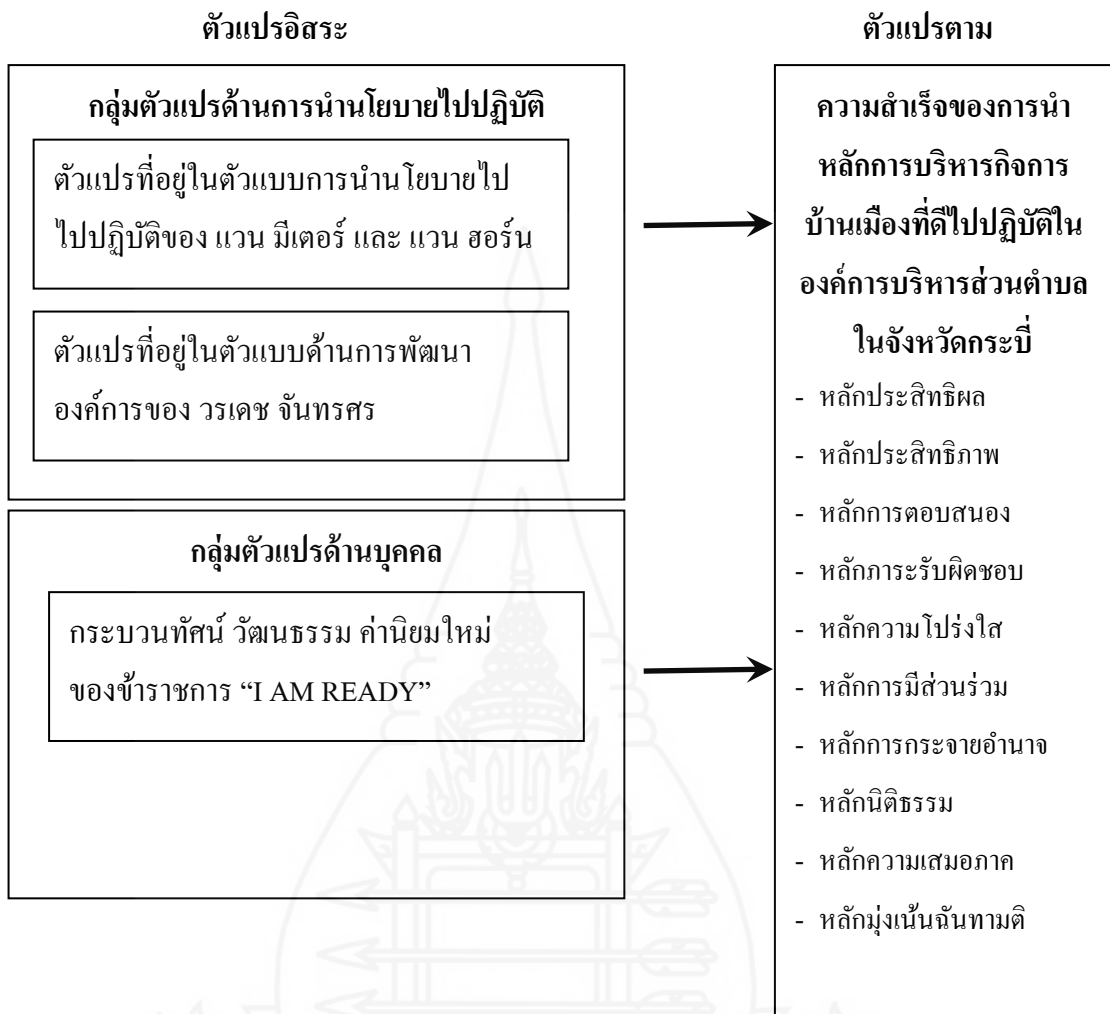 ตัวแปรอิสระ
ตัวแปรตาม
กลุ่มตัวแปรด้านการนำนโยบายไปปฏิบัติ
ตัวแปรที่อยู่ในตัวแบบการนำนโยบายไป
ไปปฏิบัติของ แวน มีเตอร์ และ แวน ฮอร์น
ตัวแปรที่อยู่ในตัวแบบด้านการพัฒนา
องค์การของ วรเดช จันทรศร
กลุ่มตัวแปรด้านบุคคล
กระบวนทัศน์ วัฒนธรรม ค่านิยมใหม่
ของข้าราชการ “I AM READY”
ความสำเร็จของการนำ
หลักการบริหารกิจการ
บ้านเมืองที่ดีไปปฏิบัติใน
องค์การบริหารส่วนตำบล
ในจังหวัดกระบี่
- หลักประสิทธิผล
- หลักประสิทธิภาพ
- หลักการตอบสนอง
- หลักภาระรับผิดชอบ
- หลักความโปร่งใส
- หลักการมีส่วนร่วม
- หลักการกระจายอำนาจ
- หลักนิติธรรม
- หลักความเสมอภาค
- หลักมุ่งเน้นฉันทามติ